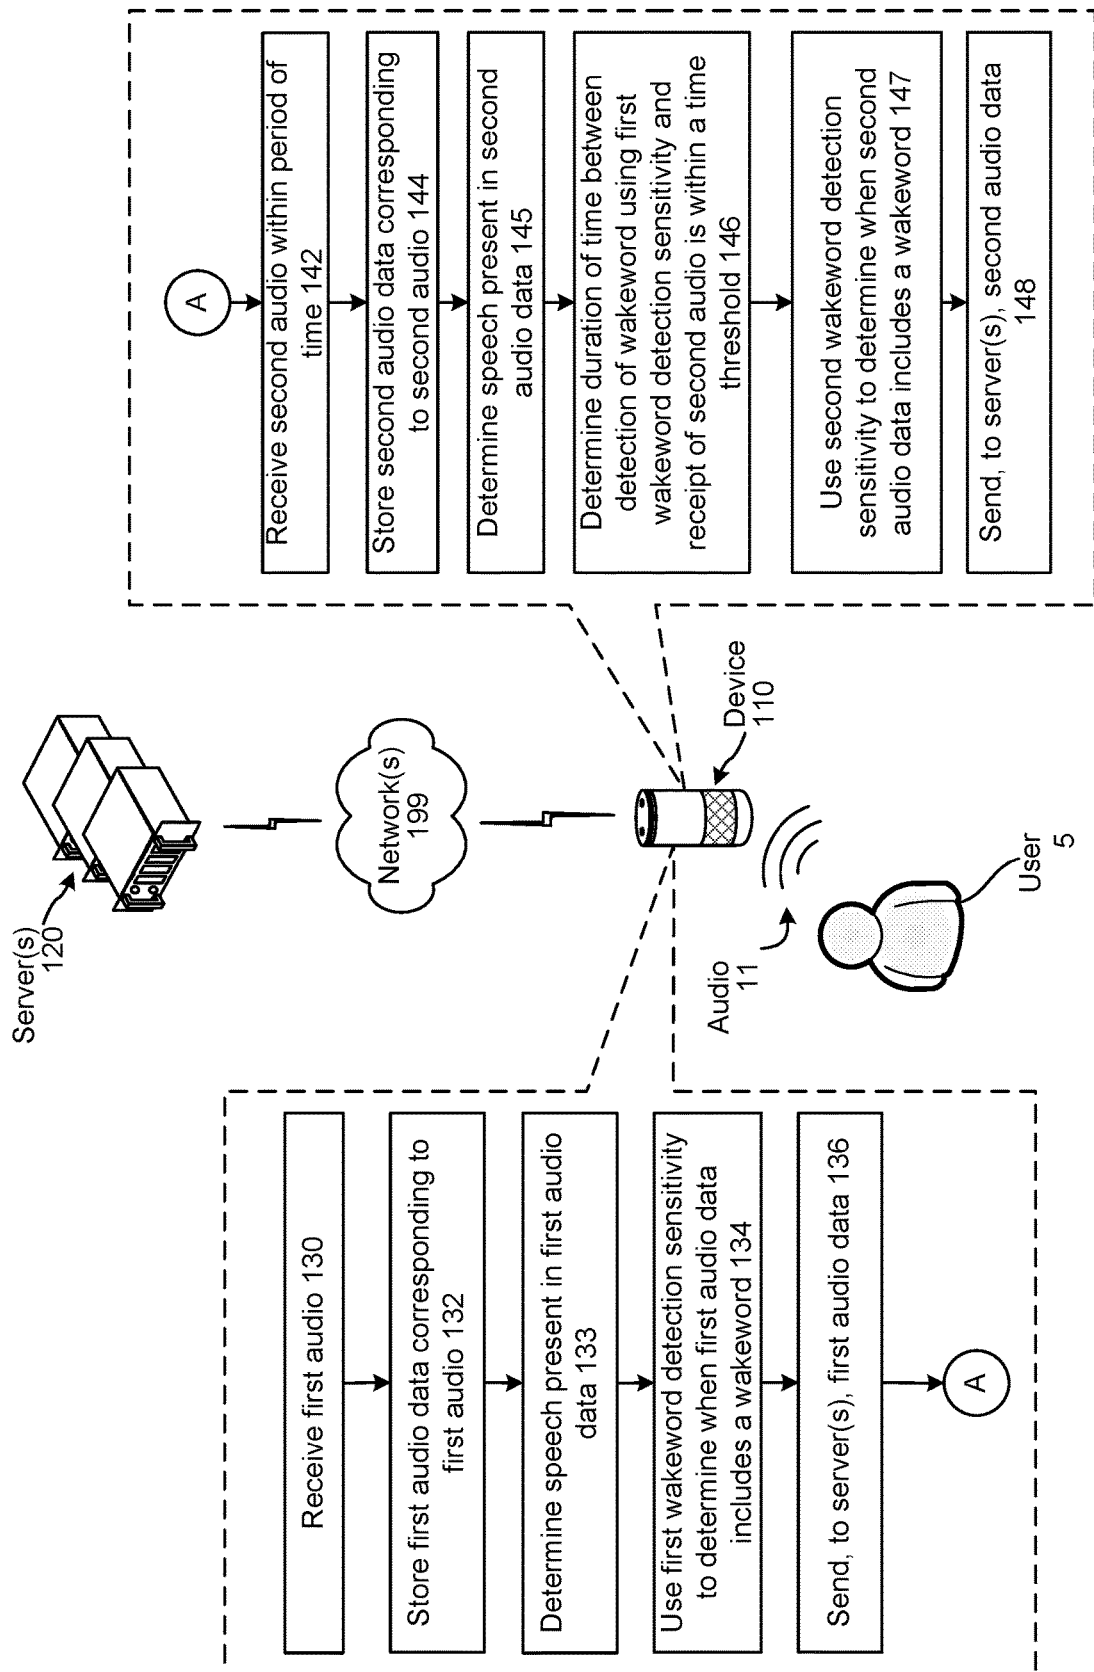 Server(s)
120
Network(s)
199
Device
110
Audio
11
User
5
Receive first audio 130
Store first audio data corresponding to
first audio 132
Determine speech present in first audio
data 133
Use first wakeword detection sensitivity
to determine when first audio data
includes a wakeword 134
Send, to server(s), first audio data 136
A
A
Receive second audio within period of
time 142
Store second audio data corresponding
to second audio 144
Determine speech present in second
audio data 145
Determine duration of time between
detection of wakeword using first
wakeword detection sensitivity and
receipt of second audio is within a time
threshold 146
Use second wakeword detection
sensitivity to determine when second
audio data includes a wakeword 147
Send, to server(s), second audio data
148